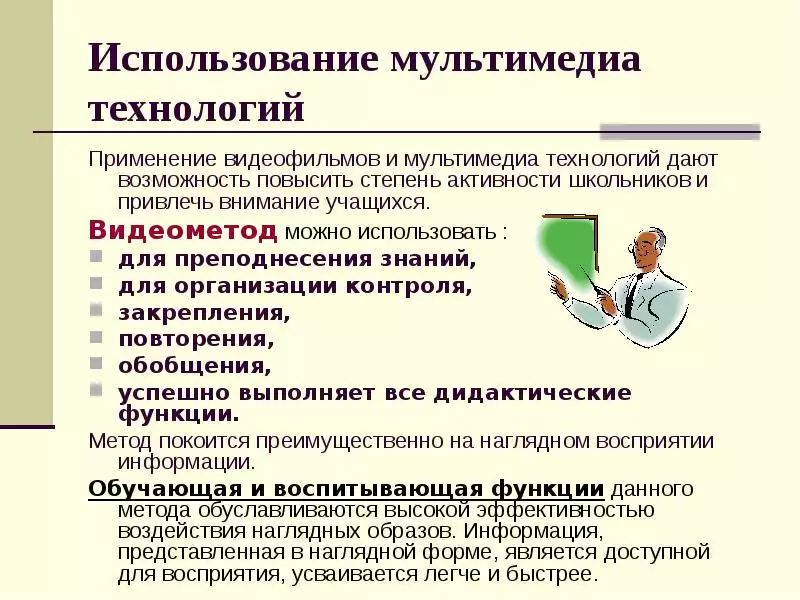 Использование мультимедиа
технологий
Применение видеофильмов и мультимедиа технологий дают
возможность повысить степень активности школьников и
привлечь внимание учащихся.
Видеометод можно использовать :
для преподнесения знаний,
для организации контроля,
закрепления,
повторения,
обобщения,
успешно выполняет все дидактические
функции.
Метод покоится преимущественно на наглядном восприятии
информации.
Обучающая и воспитывающая функции данного
метода обуславливаются высокой эффективностью
воздействия наглядных образов. Информация,
представленная в наглядной форме, является доступной
для восприятия, усваивается легче и быстрее.